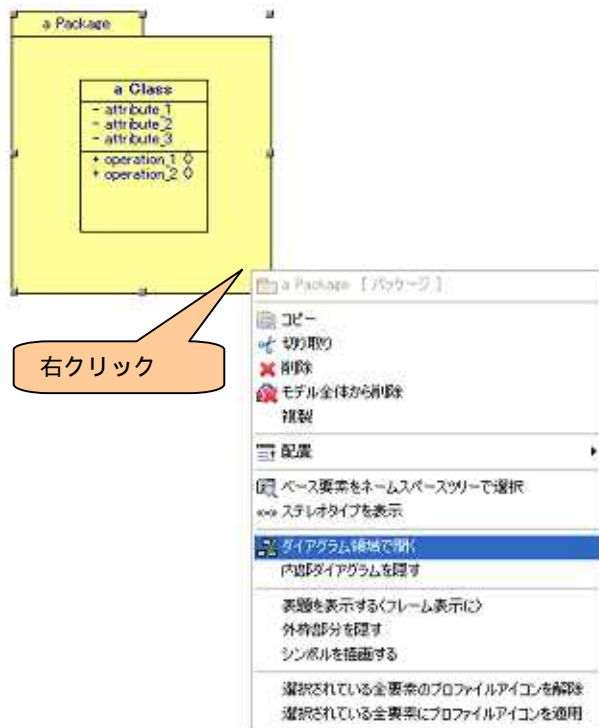 a Package
a Class
- attribute_1
- attribute_2
- attribute_3
+ operation_1 ()
+ operation_2 ()
右クリック
a Package [ パッケージ ]
コピー
切り取り
削除
モデル全体から削除
複製
配置
ベース要素をネームスペースツリーで選択
ステレオタイプを表示
ダイアグラム領域で開く
内部ダイアグラムを隠す
表題を表示する(フレーム表示に)
外枠部分を隠す
シンボルを描画する
選択されている全要素のプロファイルアイコンを解除
選択されている全要素にプロファイルアイコンを適用